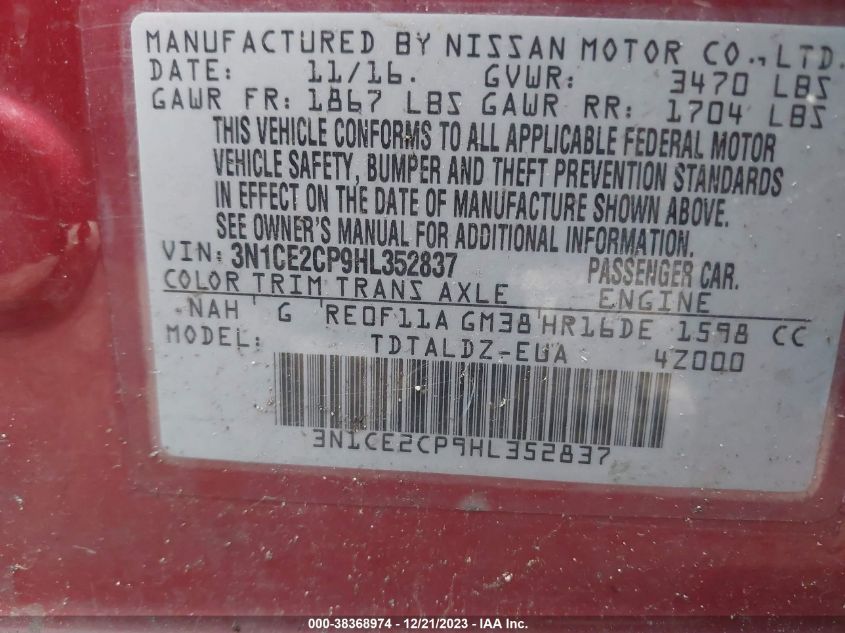 MANUFACTURED BY NISSAN MOTOR CO., LTD.
DATE: 11/16. GVWR: 3470 LBS
GAWR FR: 1867 LBS GAWR RR: 1704 LBS
THIS VEHICLE CONFORMS TO ALL APPLICABLE FEDERAL MOTOR
VEHICLE SAFETY, BUMPER AND THEFT PREVENTION STANDARDS
IN EFFECT ON THE DATE OF MANUFACTURE SHOWN ABOVE.
SEE OWNER'S MANUAL FOR ADDITIONAL INFORMATION.
VIN: 3N1CE2CP9HL352837 PASSENGER CAR.
COLOR TRIM TRANS AXLE ENGINE
NAH G RE0F11A GM38 HR16DE 1598 CC
MODEL: TDTALDZ-EUA 4Z000
3N1CE2CP9HL352837
000-38368974 - 12/21/2023 - IAA Inc.